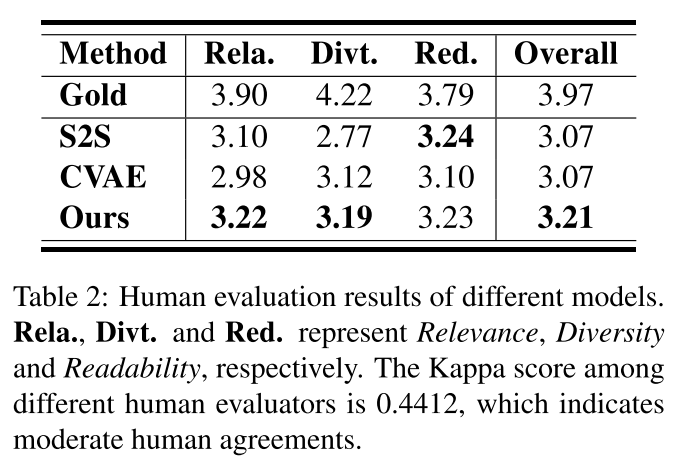 Method Rela. Divt. Red. Overall
Gold 3.90 4.22 3.79 3.97
S2S 3.10 2.77 3.24 3.07
CVAE 2.98 3.12 3.10 3.07
Ours 3.22 3.19 3.23 3.21
Table 2: Human evaluation results of different models.
Rela., Divt. and Red. represent Relevance, Diversity
and Readability, respectively. The Kappa score among
different human evaluators is 0.4412, which indicates
moderate human agreements.